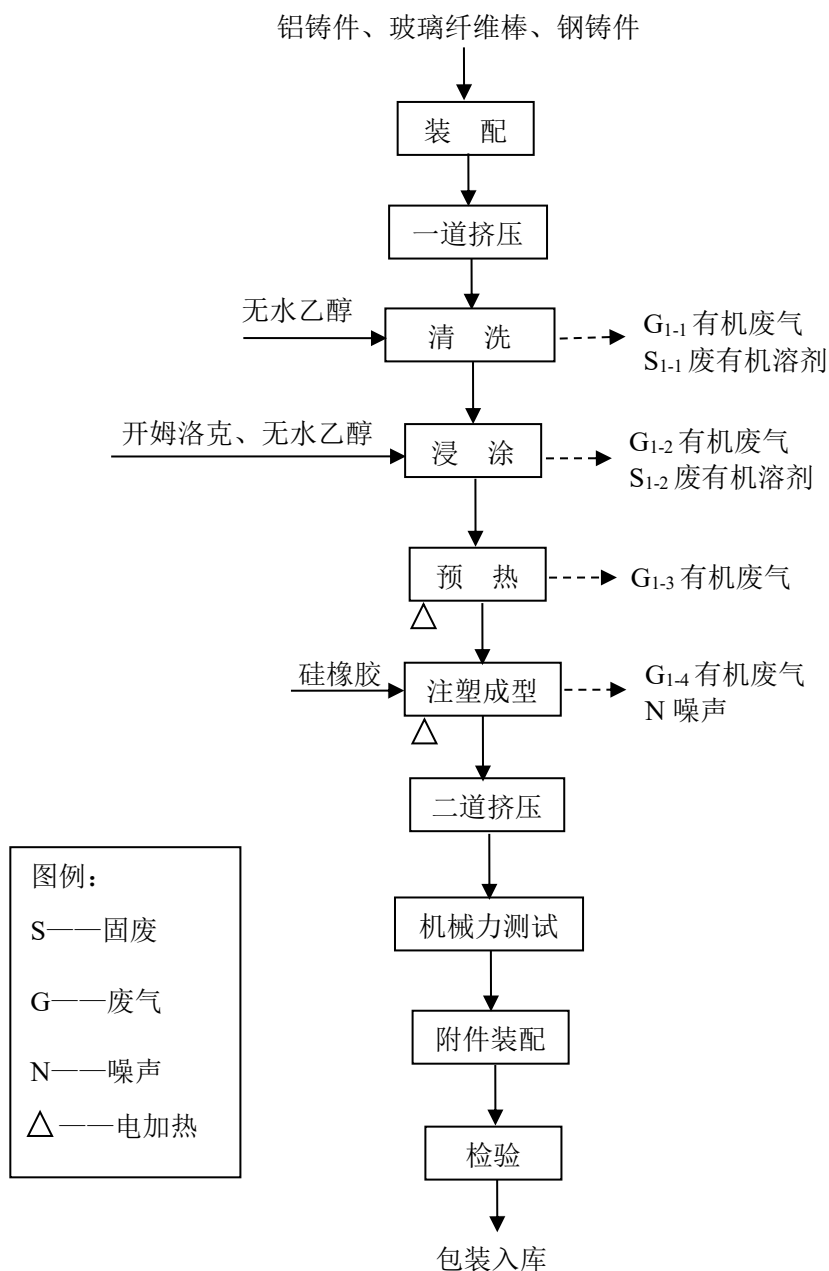 铝铸件、玻璃纤维棒、钢铸件
装 配
一道挤压
无水乙醇
清 洗
G1-1 有机废气
S1-1 废有机溶剂
开姆洛克、无水乙醇
浸 涂
G1-2 有机废气
S1-2 废有机溶剂
预 热
G1-3 有机废气
硅橡胶
注塑成型
G1-4 有机废气
N 噪声
二道挤压
机械力测试
附件装配
检验
包装入库
图例：
S——固废
G——废气
N——噪声
△——电加热